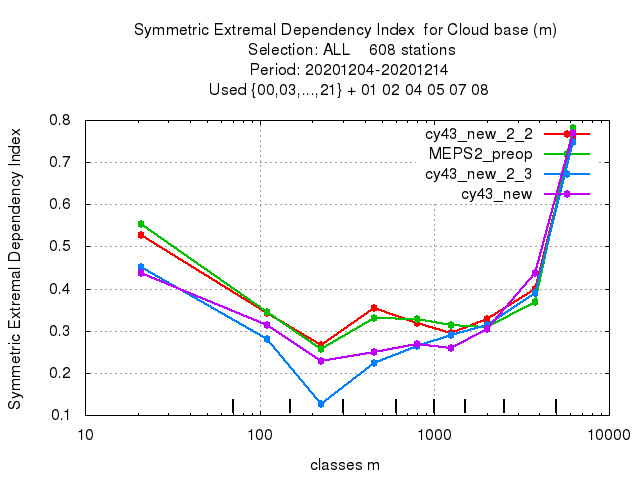 Symmetric Extremal Dependency Index  for Cloud base (m)
Selection: ALL    608 stations
Period: 20201204-20201214
Used {00,03,...,21} + 01 02 04 05 07 08
Symmetric Extremal Dependency Index
0.8
0.7
0.6
0.5
0.4
0.3
0.2
0.1
cy43_new_2_2
MEPS2_preop
cy43_new_2_3
cy43_new
10 100 1000 10000
classes m